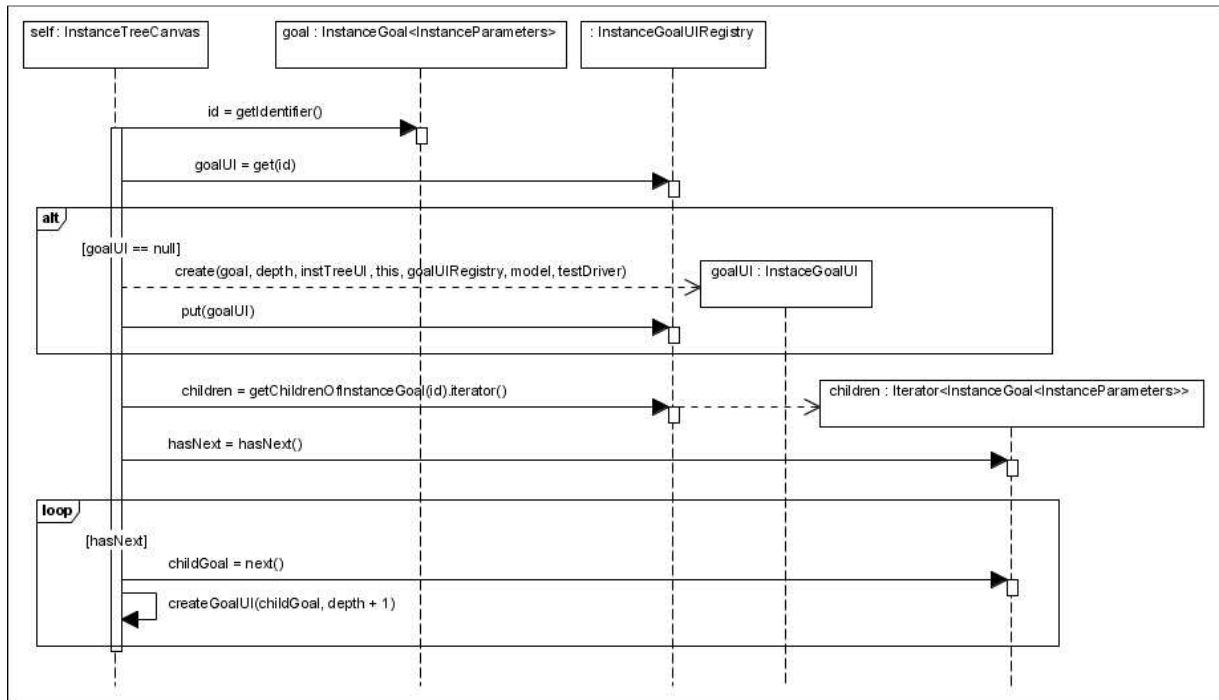 self : InstanceTreeCanvas
goal : InstanceGoal<InstanceParameters>
: InstanceGoalUIRegistry
id = getIdentifier()
goalUI = get(id)
alt
[goalUI == null]
create(goal, depth, instTreeUI, this, goalUIRegistry, model, testDriver)
goalUI : InstaceGoalUI
put(goalUI)
children = getChildrenOfInstanceGoal(id).iterator()
children : Iterator<InstanceGoal<InstanceParameters>>
hasNext = hasNext()
loop
[hasNext]
childGoal = next()
createGoalUI(childGoal, depth + 1)